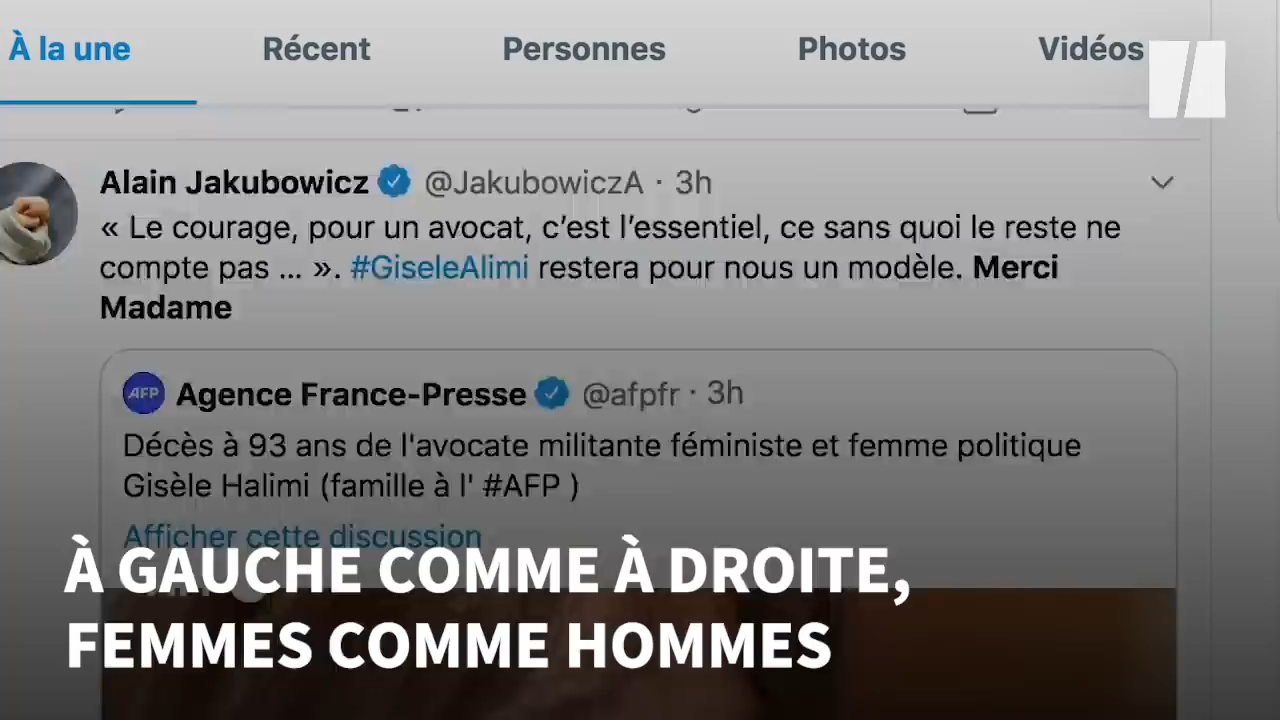 À la une Récent Personnes Photos Vidéos
Alain Jakubowicz @JakubowiczA · 3h
« Le courage, pour un avocat, c’est l’essentiel, ce sans quoi le reste ne
compte pas ... ». #GiseleAlimi restera pour nous un modèle. Merci
Madame
AFP Agence France-Presse @afpfr · 3h
Décès à 93 ans de l'avocate militante féministe et femme politique
Gisèle Halimi (famille à l' #AFP )
Afficher cette discussion
À GAUCHE COMME À DROITE,
FEMMES COMME HOMMES